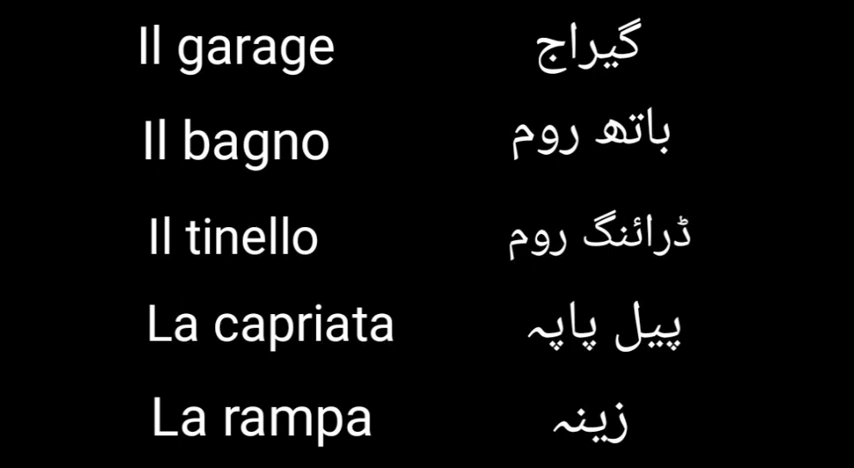 Il garage گیراج
Il bagno باتھ روم
Il tinello ڈرائنگ روم
La capriata پیل پاپہ
La rampa زینہ